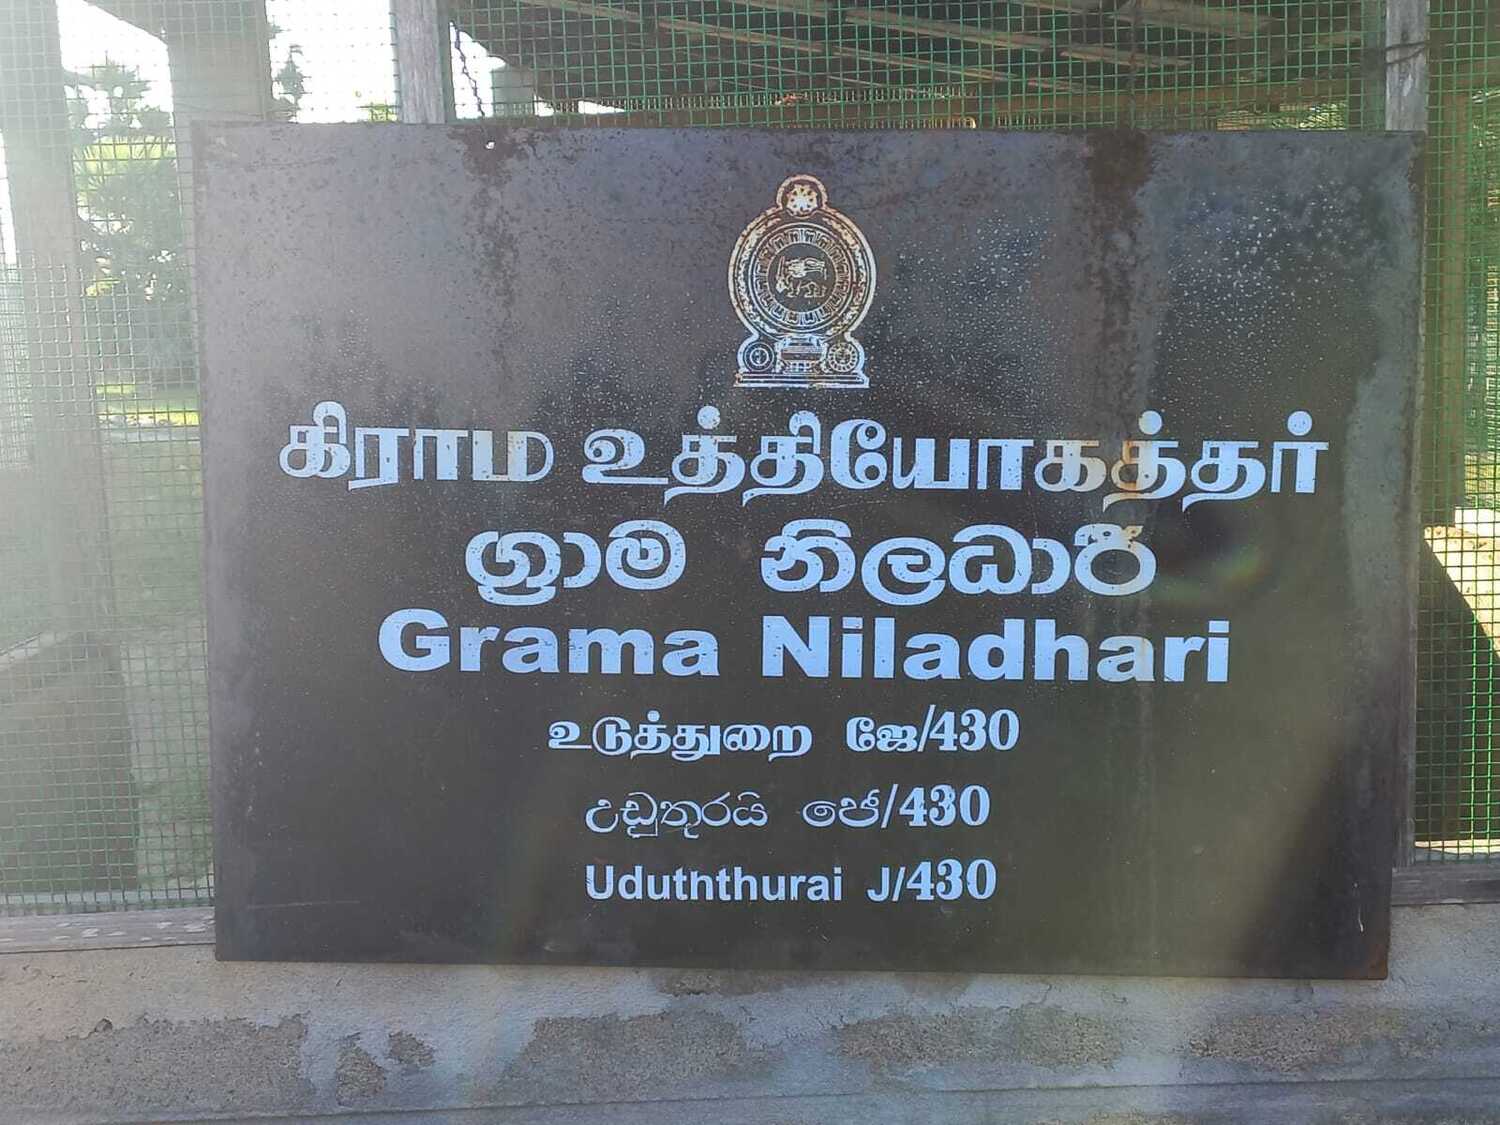 கிராம உத்தியோகத்தர்
ග්‍රාම නිලධාරී
Grama Niladhari
உடுத்துறை ஜே/430
උඩුතුරයි ජේ/430
Uduththurai J/430